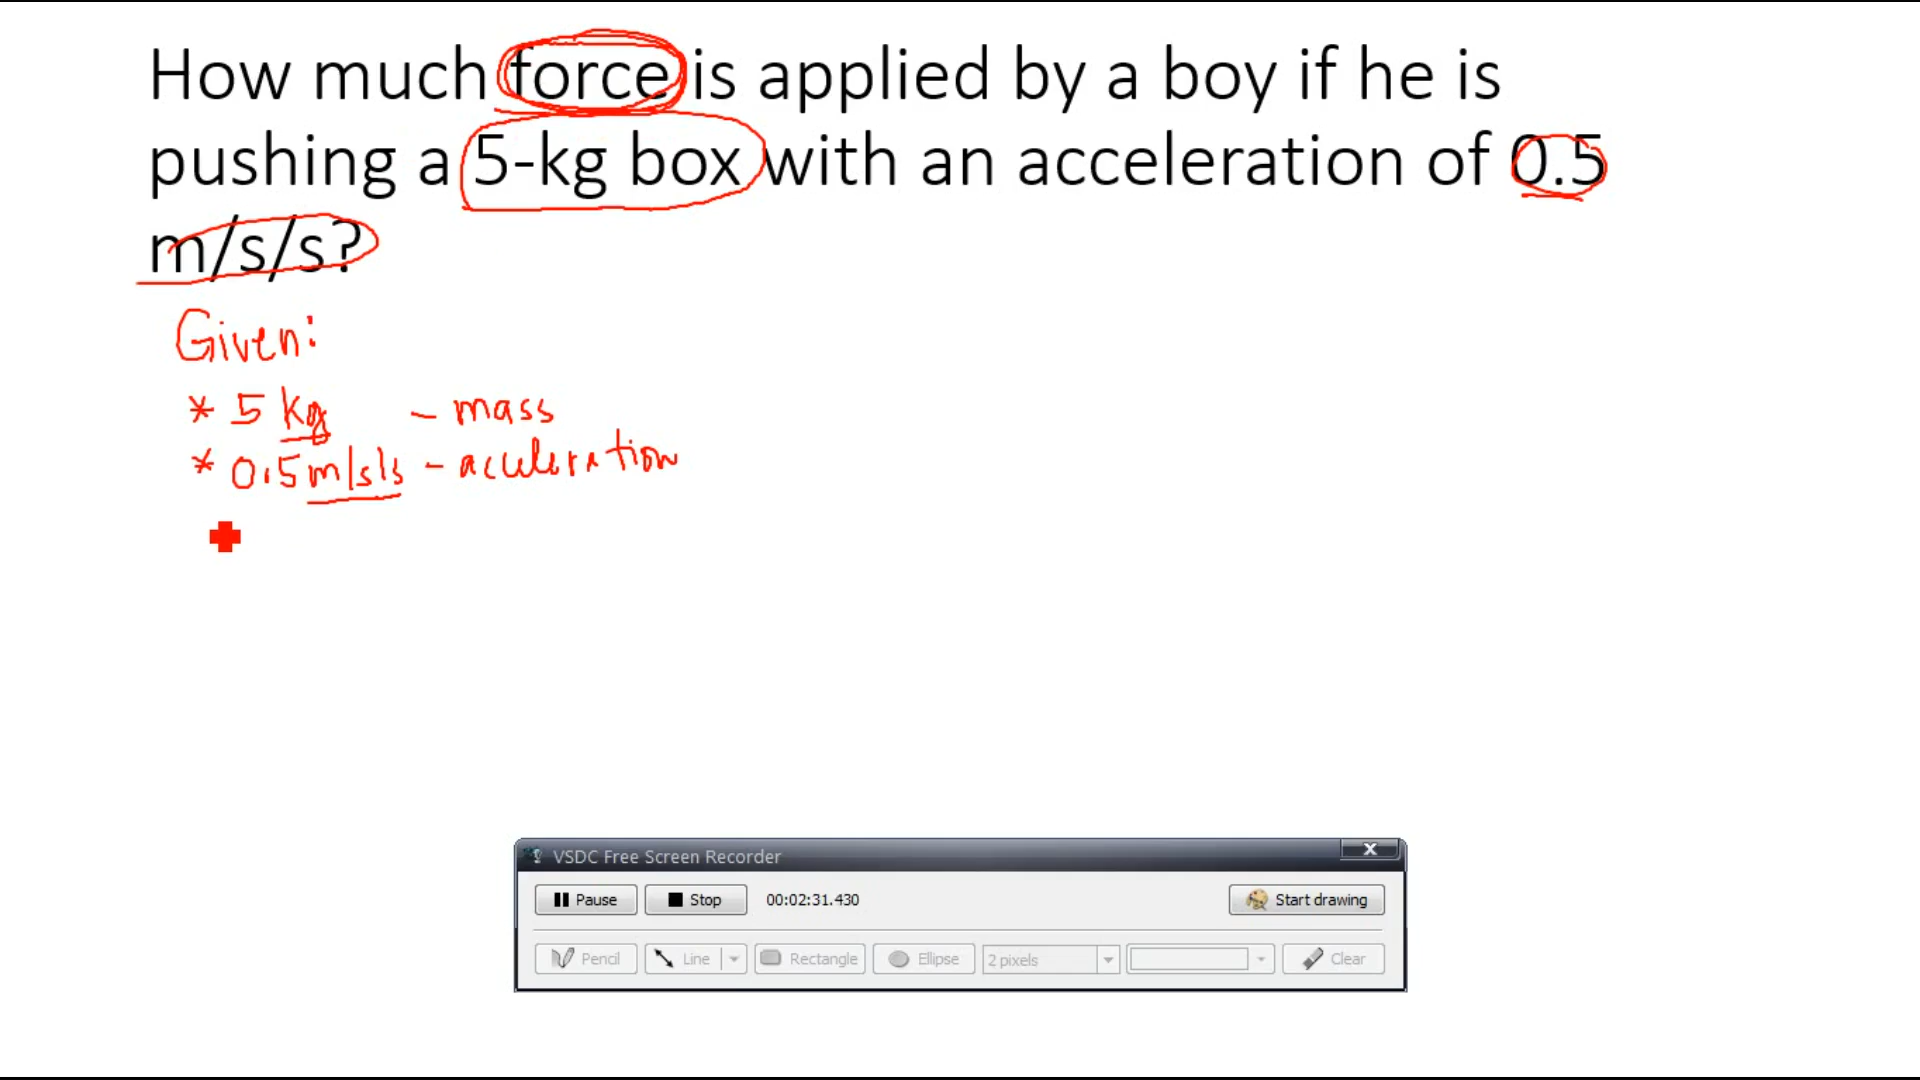 How much force is applied by a boy if he is
pushing a 5-kg box with an acceleration of 0.5
m/s/s?
Given:
* 5 kg - mass
* 0.5 m/s/s - acceleration
VSDC Free Screen Recorder
X
Pause Stop 00:02:31.430 Start drawing
Pencil Line Rectangle Ellipse 2 pixels Clear